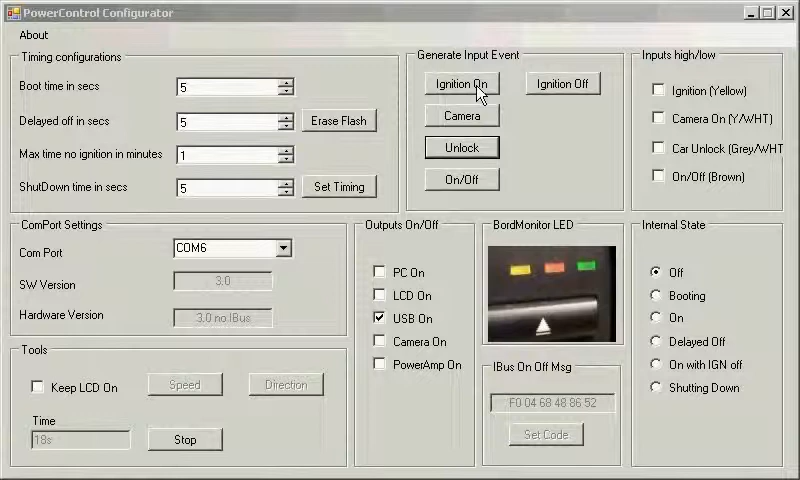 PowerControl Configurator
About
Timing configurations
Boot time in secs
5
Delayed off in secs
5
Erase Flash
Max time no ignition in minutes
1
ShutDown time in secs
5
Set Timing
Generate Input Event
Ignition On
Ignition Off
Camera
Unlock
On/Off
Inputs high/low
Ignition (Yellow)
Camera On (Y/WHT)
Car Unlock (Grey/WHT
On/Off (Brown)
ComPort Settings
Com Port
COM6
SW Version
3.0
Hardware Version
3.0 no IBus
Tools
Keep LCD On
Speed
Direction
Time
18s
Stop
Outputs On/Off
PC On
LCD On
USB On
Camera On
PowerAmp On
BordMonitor LED
IBus On Off Msg
F0 04 68 48 86 52
Set Code
Internal State
Off
Booting
On
Delayed Off
On with IGN off
Shutting Down